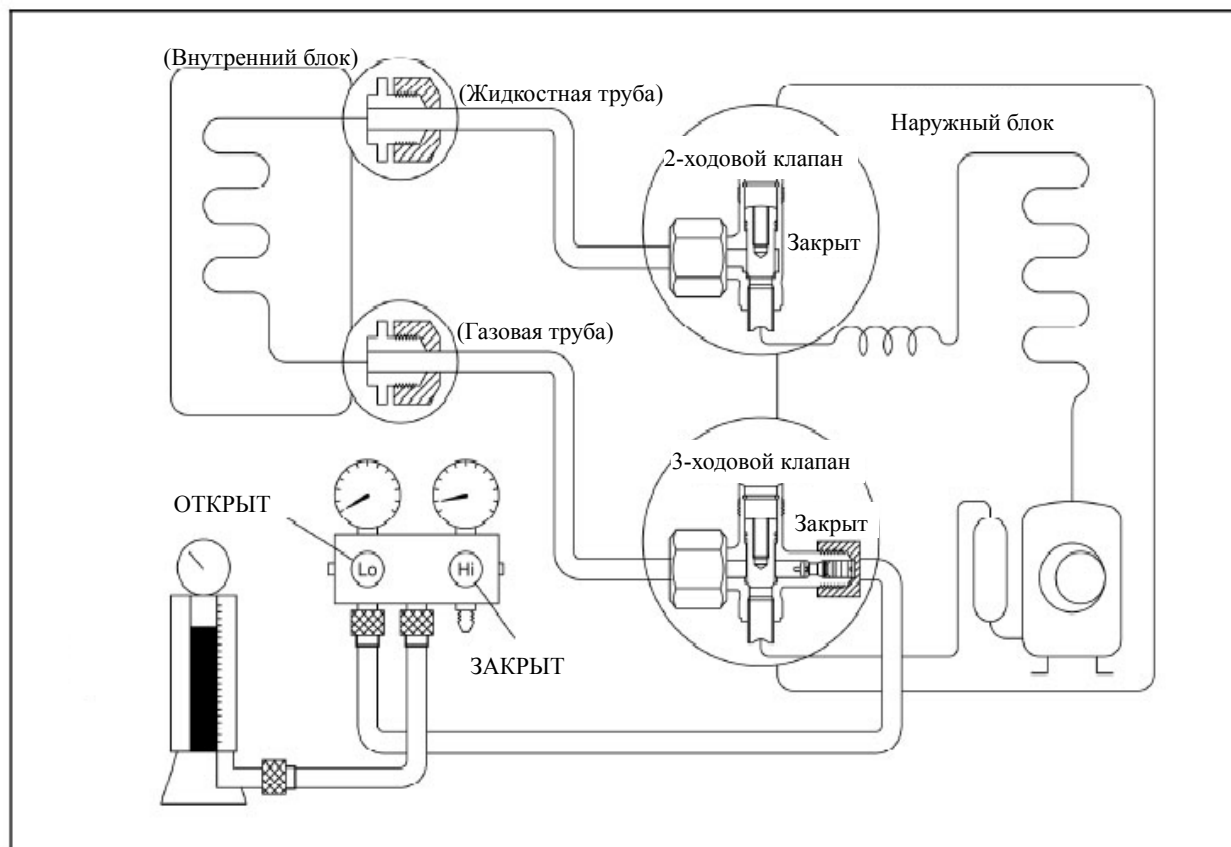 (Внутренний блок)
(Жидкостная труба)
Наружный блок
2-ходовой клапан
Закрыт
(Газовая труба)
3-ходовой клапан
Закрыт
ОТКРЫТ
Lo
Hi
ЗАКРЫТ